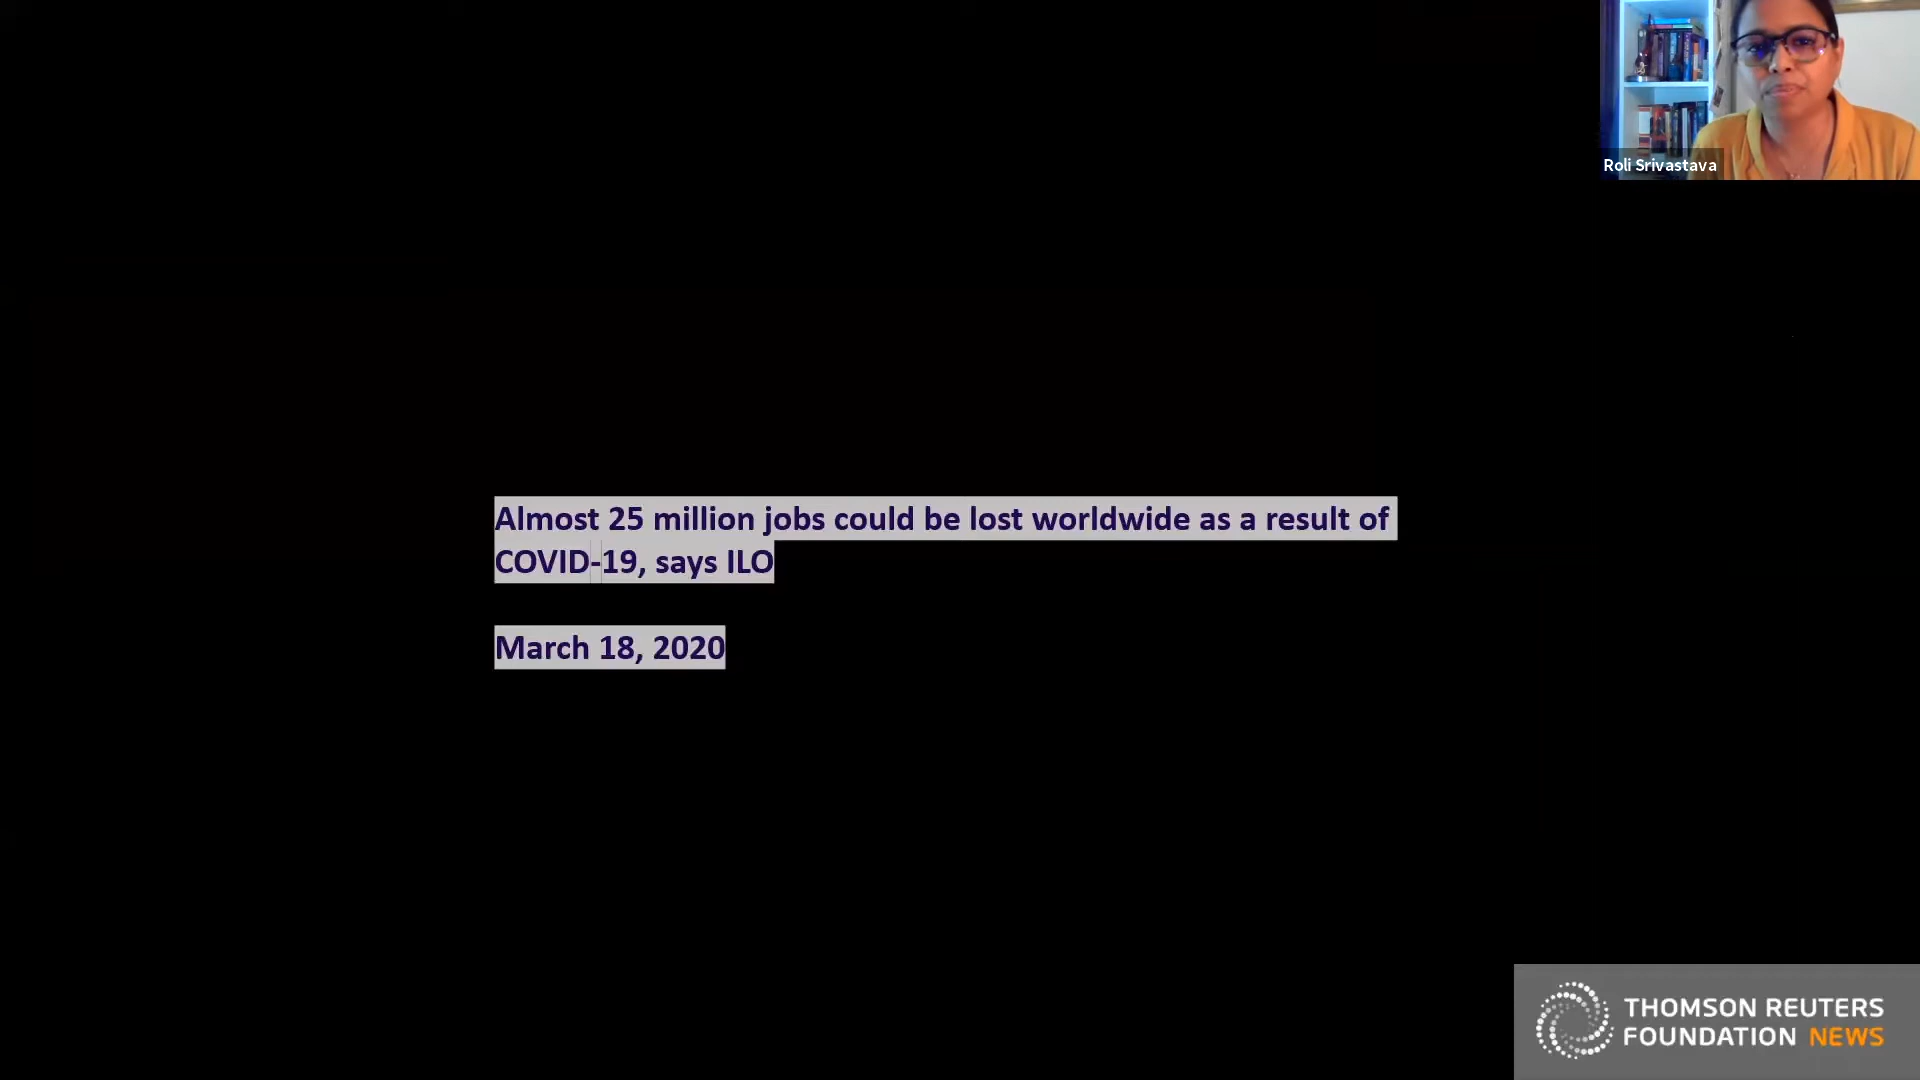 Roli Srivastava
Almost 25 million jobs could be lost worldwide as a result of
COVID-19, says ILO
March 18, 2020
THOMSON REUTERS
FOUNDATION NEWS